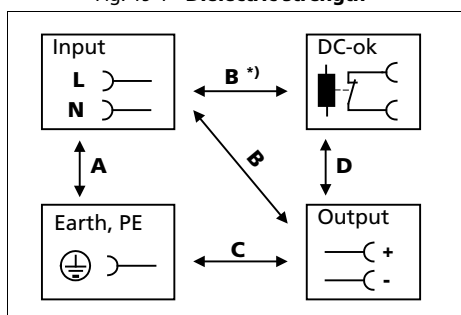 Fig. 19-1 Dielectric strength
Input
DC-ok
L
N
B *)
A
B
D
Earth, PE
Output
C
+
-